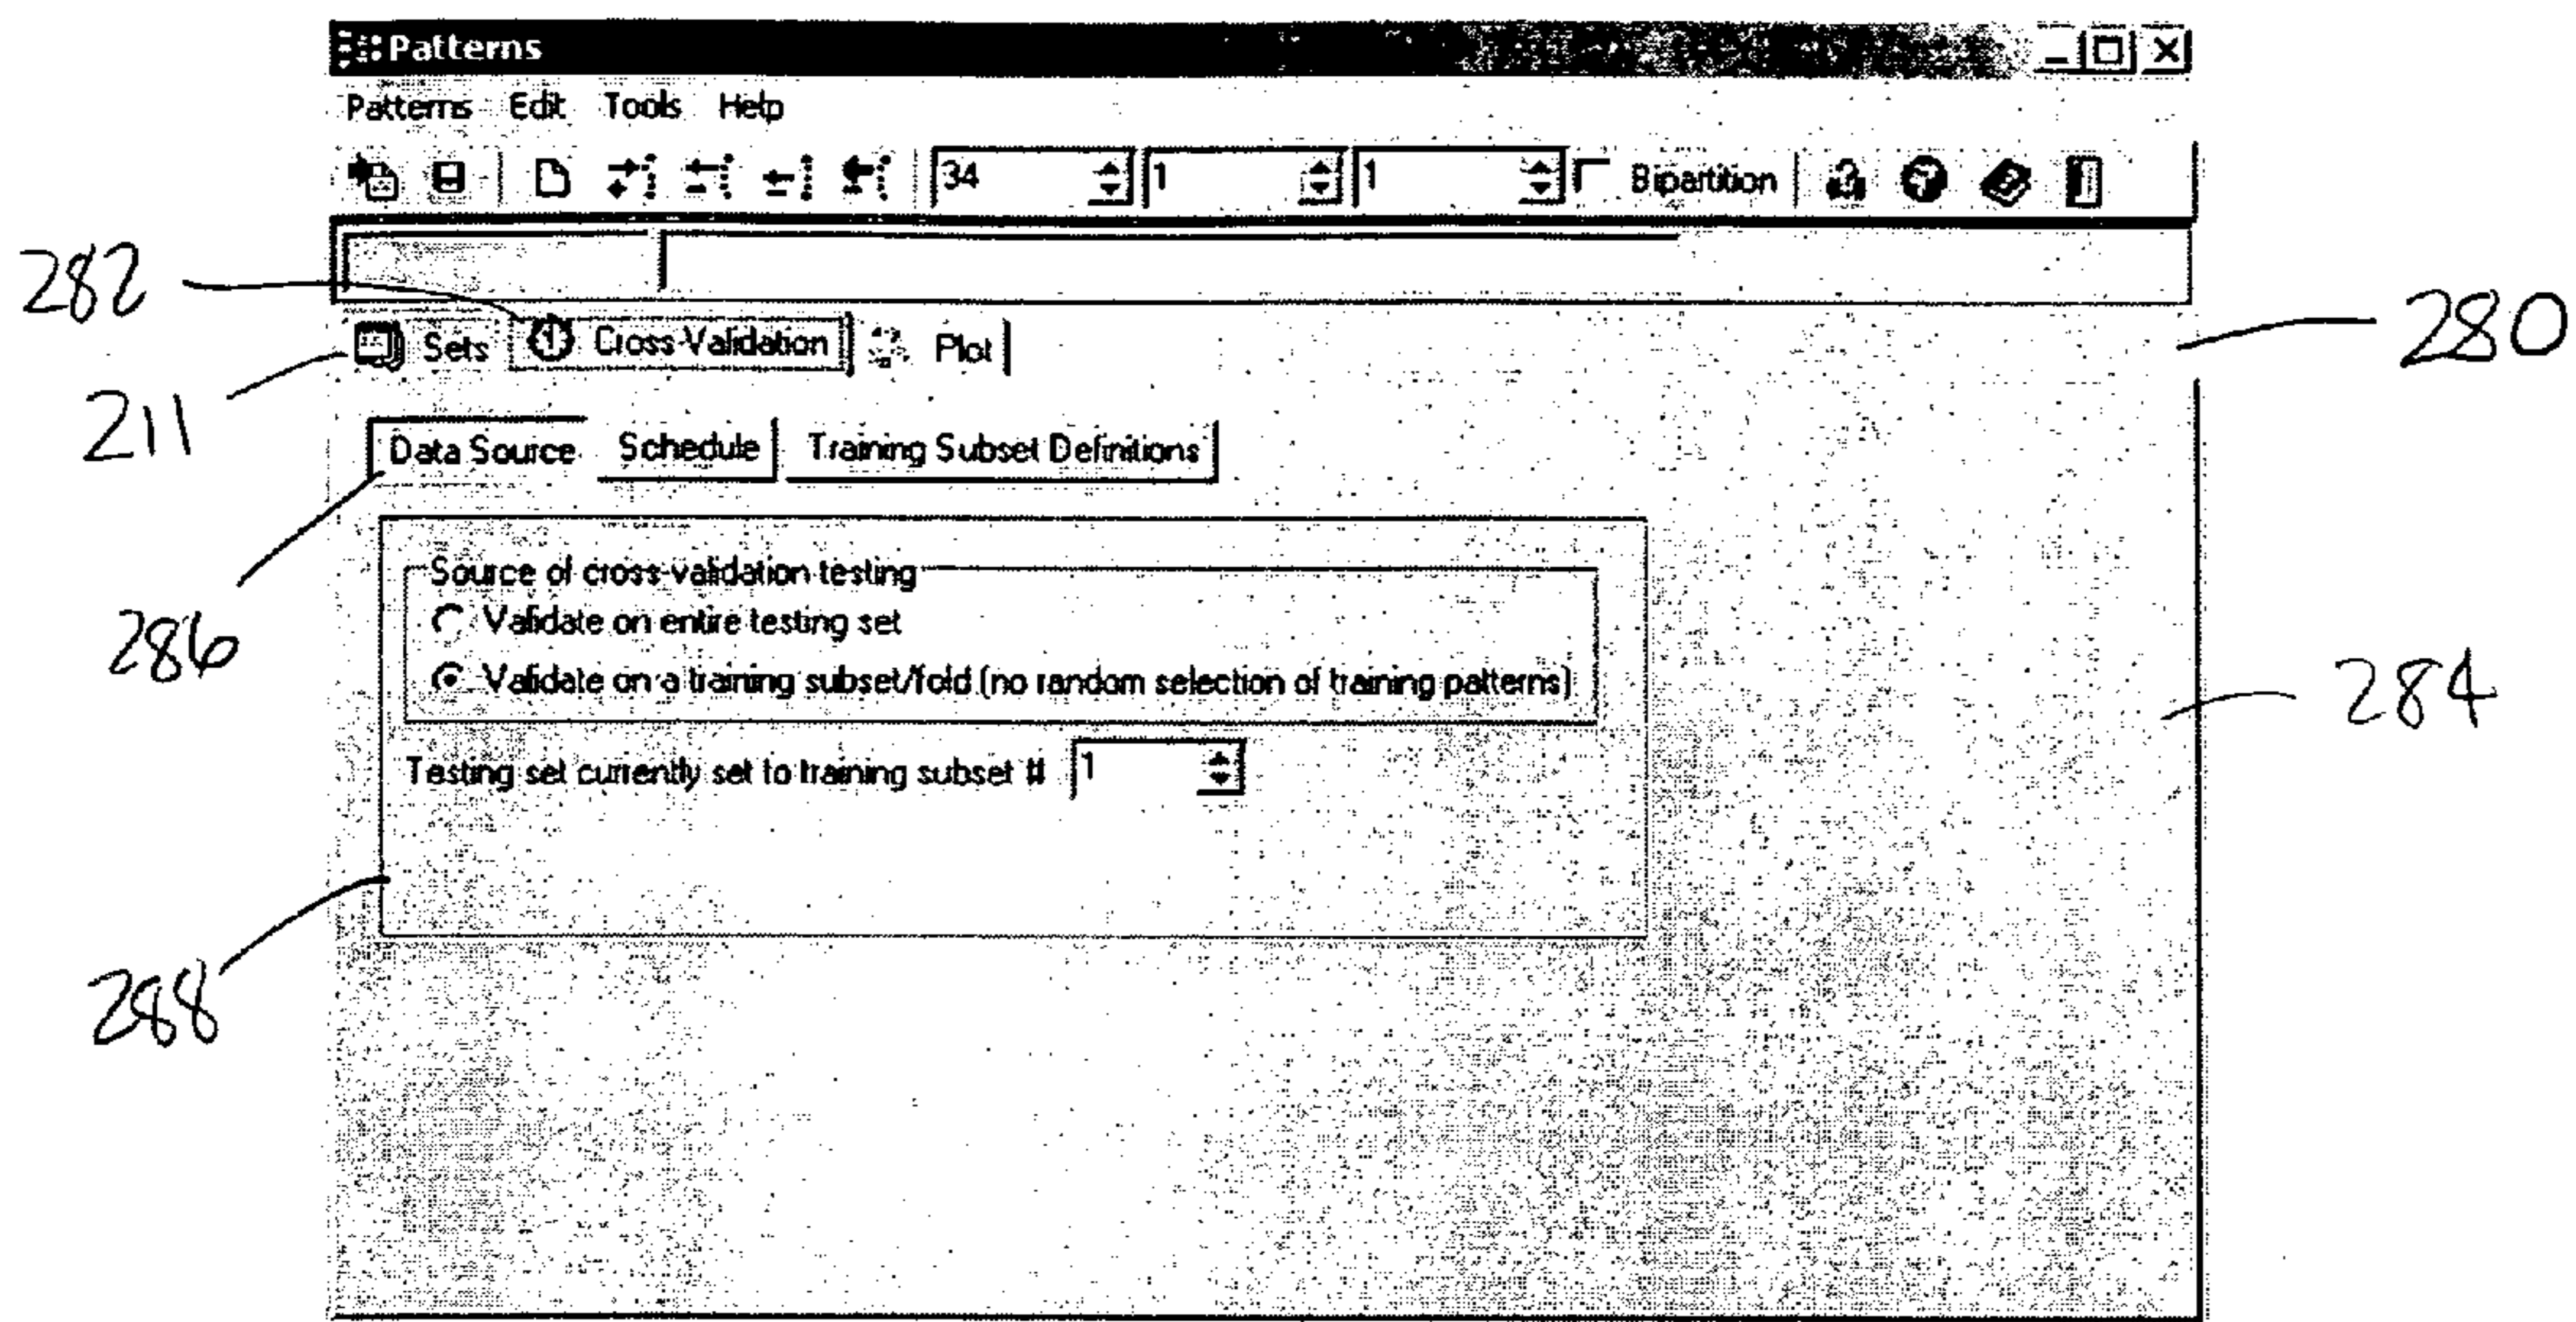 Patterns
Patterns Edit Tools Help
34 1 1 Bipartition
282
280
Sets Cross-Validation Plot
211
Data Source Schedule Training Subset Definitions
Source of cross-validation testing
Validate on entire testing set
286
Validate on a training subset/fold (no random selection of training patterns)
284
Testing set currently set to training subset # 1
288